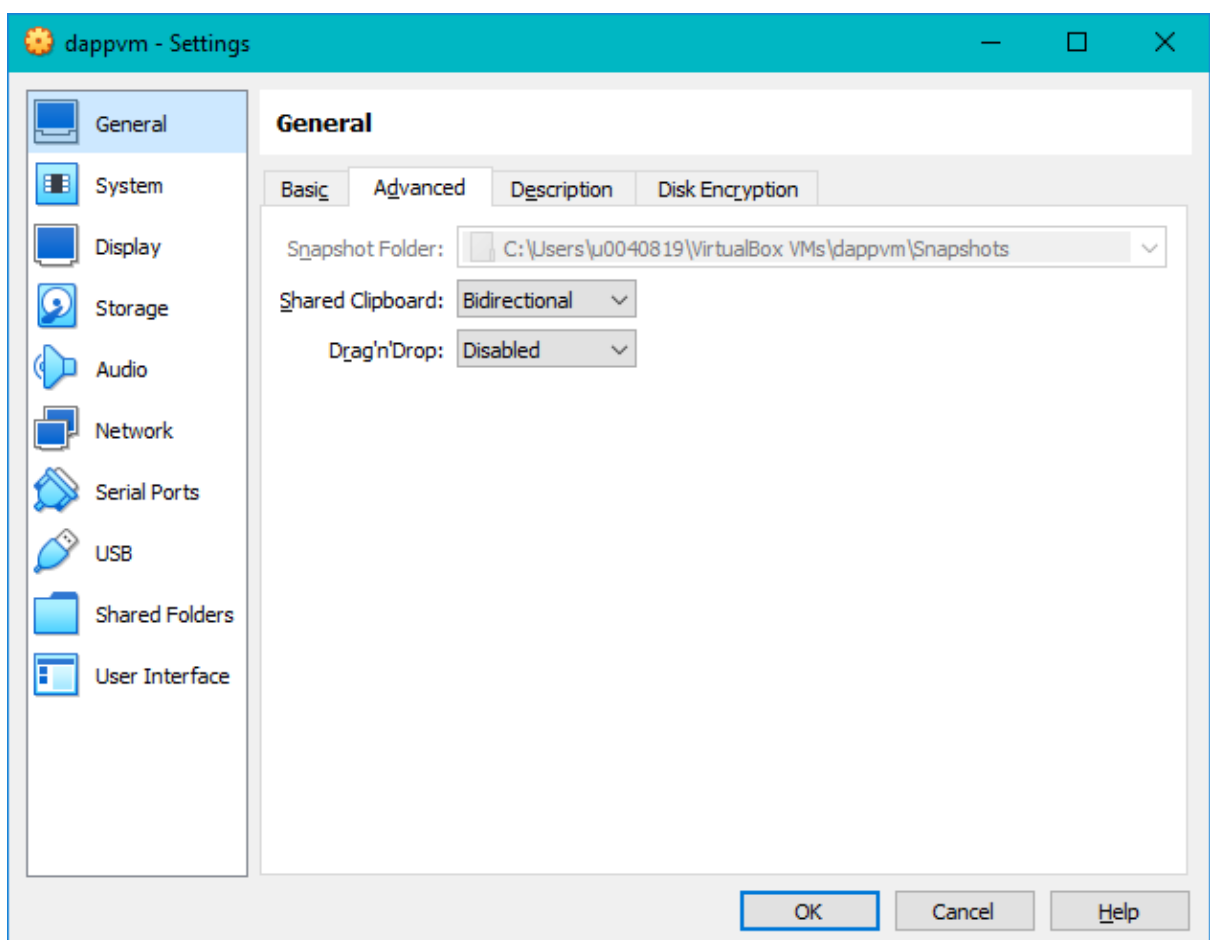 dappvm - Settings
General
System
Display
Storage
Audio
Network
Serial Ports
USB
Shared Folders
User Interface
General
Basic Advanced Description Disk Encryption
Snapshot Folder: C:\Users\u0040819\VirtualBox VMs\dappvm\Snapshots
Shared Clipboard: Bidirectional
Drag'n'Drop: Disabled
OK Cancel Help